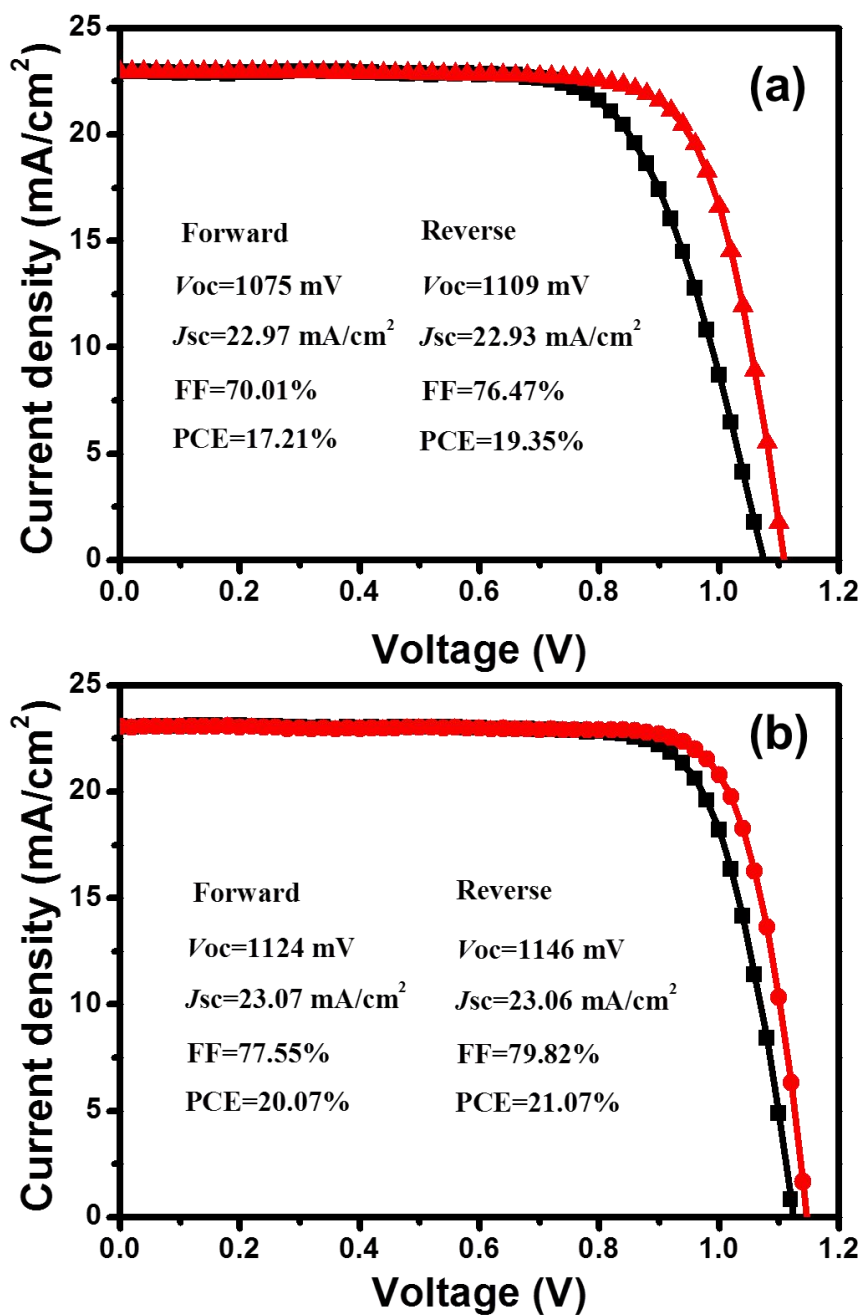 25
20
15
10
5
0
Current density (mA/cm²)
(a)
Forward Reverse
Voc=1075 mV Voc=1109 mV
Jsc=22.97 mA/cm² Jsc=22.93 mA/cm²
FF=70.01% FF=76.47%
PCE=17.21% PCE=19.35%
0.0 0.2 0.4 0.6 0.8 1.0 1.2
Voltage (V)
25
20
15
10
5
0
Current density (mA/cm²)
(b)
Forward Reverse
Voc=1124 mV Voc=1146 mV
Jsc=23.07 mA/cm² Jsc=23.06 mA/cm²
FF=77.55% FF=79.82%
PCE=20.07% PCE=21.07%
0.0 0.2 0.4 0.6 0.8 1.0 1.2
Voltage (V)